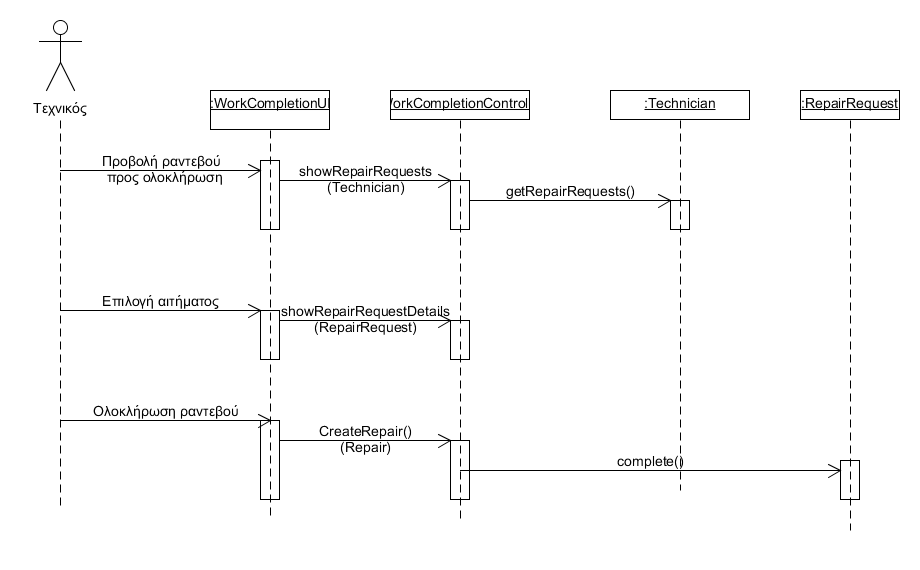 Τεχνικός
:WorkCompletionUI
WorkCompletionControl
:Technician
:RepairRequest
Προβολή ραντεβού
προς ολοκλήρωση
showRepairRequests
(Technician)
getRepairRequests()
Επιλογή αιτήματος
showRepairRequestDetails
(RepairRequest)
Ολοκλήρωση ραντεβού
CreateRepair()
(Repair)
complete()